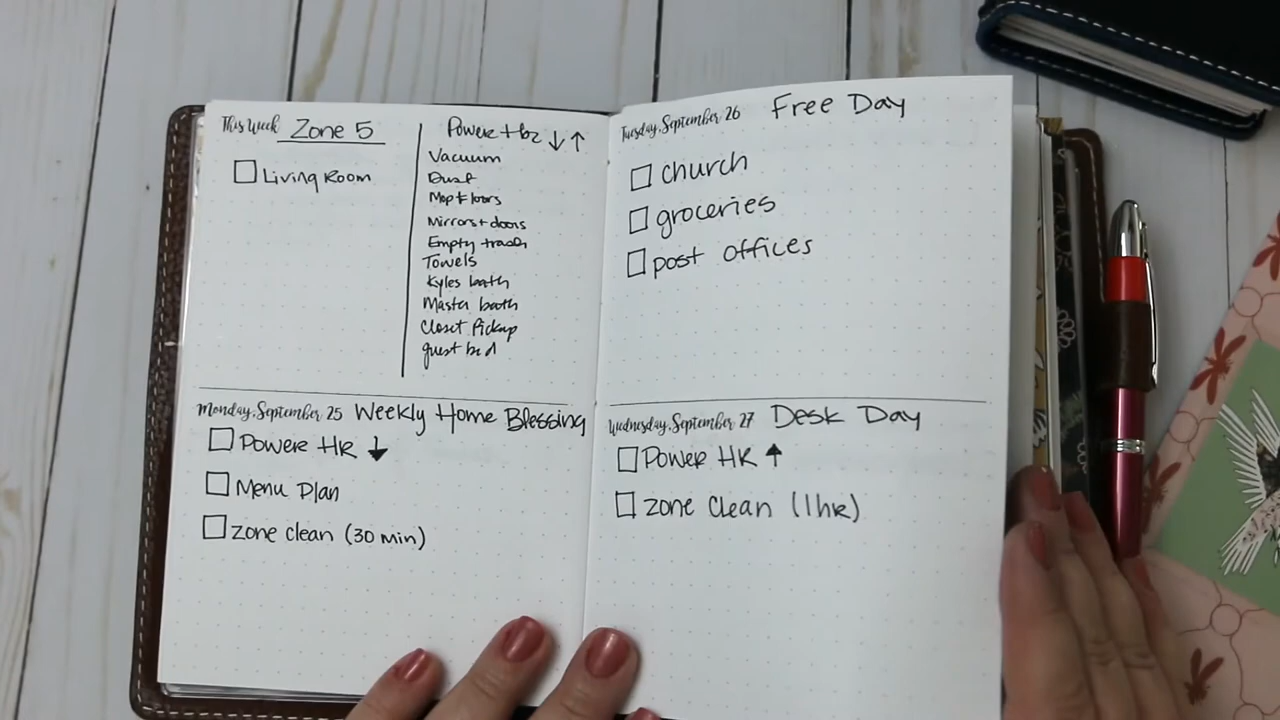 This Week Zone 5
Living Room
Power Hr ↓ ↑
Vacuum
Dust
Mop floors
Mirrors + doors
Empty trash
Towels
Kyles bath
Master bath
Closet Pickup
guest bed
Monday, September 25 Weekly Home Blessing
Power HR ↓
Menu Plan
Zone Clean (30 min)
Tuesday, September 26 Free Day
church
groceries
post offices
Wednesday, September 27 Desk Day
Power HR ↑
Zone Clean (1 hr)